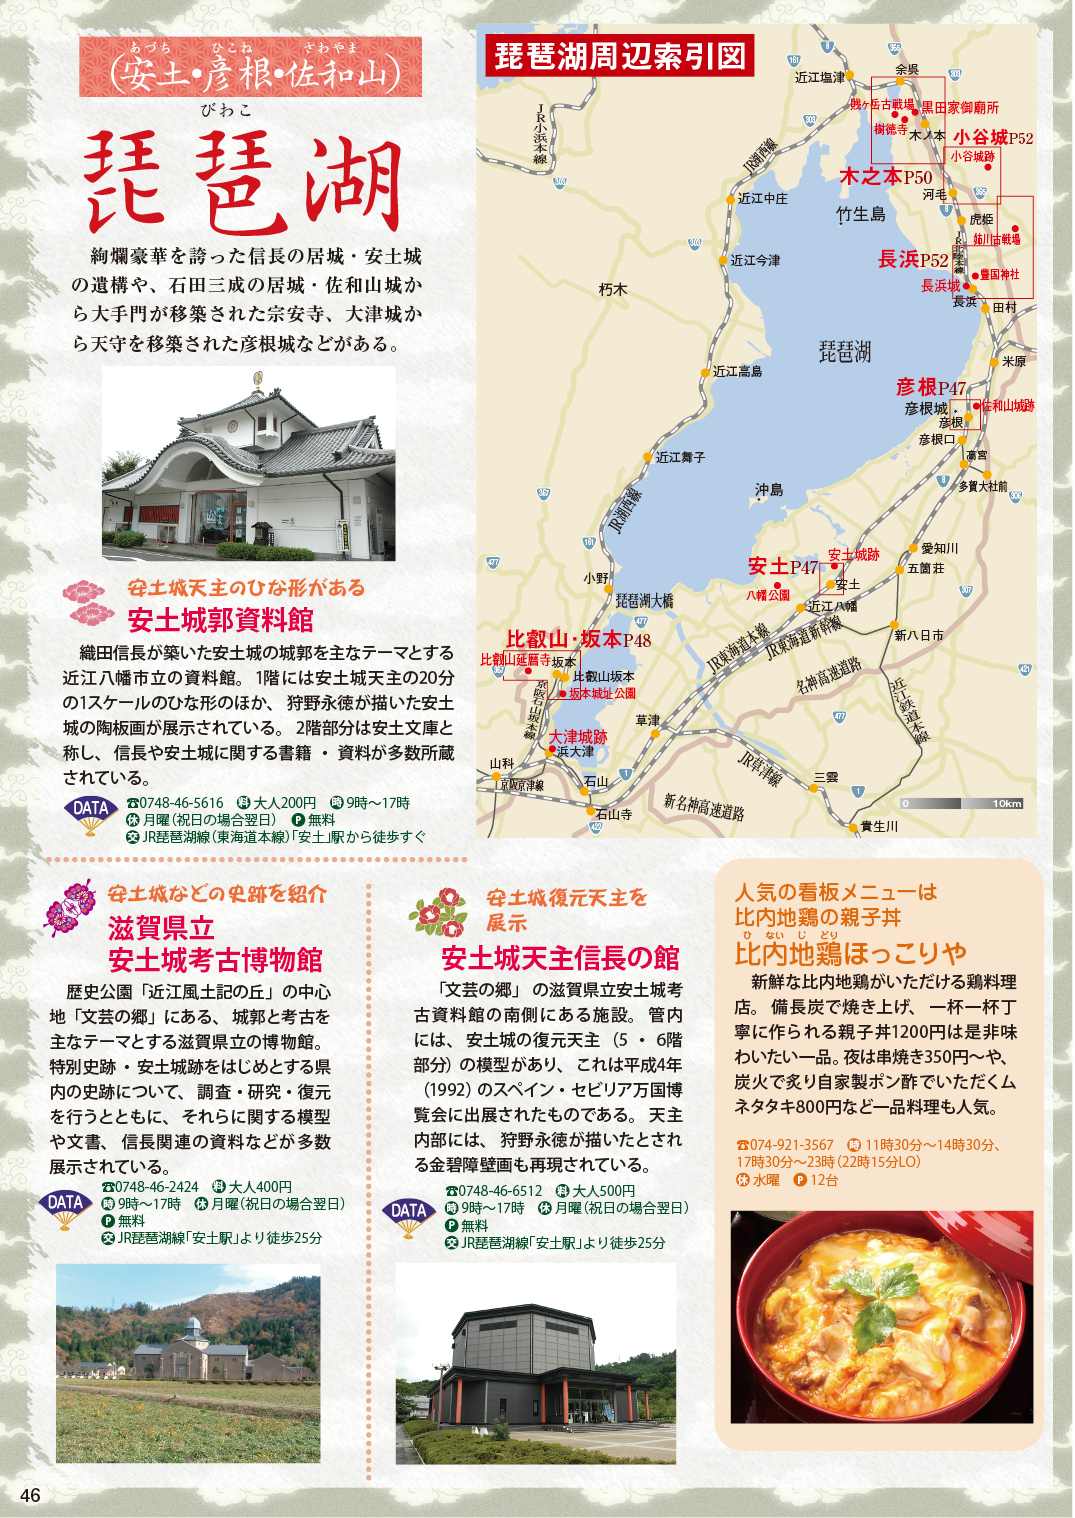 あづち ひこね さわやま
（安土・彦根・佐和山）
びわこ
琵琶湖
絢爛豪華を誇った信長の居城・安土城
の遺構や、石田三成の居城・佐和山城か
ら大手門が移築された宗安寺、大津城か
ら天守を移築された彦根城などがある。
安土城天主のひな形がある
安土城郭資料館
織田信長が築いた安土城の城郭を主なテーマとする
近江八幡市立の資料館。1階には安土城天主の20分
の1スケールのひな形のほか、狩野永徳が描いた安土
城の陶板画が展示されている。2階部分は安土文庫と
称し、信長や安土城に関する書籍・資料が多数所蔵
されている。
DATA
☎0748-46-5616 料大人200円 時9時〜17時
休月曜（祝日の場合翌日） P無料
交JR琵琶湖線（東海道本線）「安土」駅から徒歩すぐ
琵琶湖周辺索引図
近江塩津
余呉
161
8
365
303
303
賤ヶ岳古戦場
黒田家御廟所
樹徳寺
木ノ本
小谷城P52
小谷城跡
木之本P50
JR小浜本線
JR湖西線
河毛
365
8
近江中庄
竹生島
虎姫
姉川古戦場
JR北陸本線
長浜P52
豊国神社
長浜城
長浜
田村
近江今津
朽木
琵琶湖
米原
近江高島
彦根P47
佐和山城跡
彦根城
彦根
彦根口
高宮
多賀大社前
8
306
近江舞子
沖島
367
JR湖西線
161
477
愛知川
五箇荘
安土城跡
安土P47
安土
八幡公園
近江八幡
307
小野
琵琶湖大橋
477
新八日市
JR東海道本線
JR東海道新幹線
名神高速道路
近江鉄道本線
421
477
比叡山・坂本P48
比叡山延暦寺
坂本
比叡山坂本
坂本城址公園
京阪石山坂本線
草津
大津城跡
浜大津
山科
京阪京津線
石山
1
石山寺
422
JR草津線
三雲
1
新名神高速道路
貴生川
0 10km
安土城などの史跡を紹介
滋賀県立
安土城考古博物館
歴史公園「近江風土記の丘」の中心
地「文芸の郷」にある、城郭と考古を
主なテーマとする滋賀県立の博物館。
特別史跡・安土城跡をはじめとする県
内の史跡について、調査・研究・復元
を行うとともに、それらに関する模型
や文書、信長関連の資料などが多数
展示されている。
DATA
☎0748-46-2424 料大人400円
時9時〜17時 休月曜（祝日の場合翌日）
P無料
交JR琵琶湖線「安土駅」より徒歩25分
安土城復元天主を
展示
安土城天主信長の館
「文芸の郷」の滋賀県立安土城考
古資料館の南側にある施設。管内
には、安土城の復元天主（5・6階
部分）の模型があり、これは平成4年
（1992）のスペイン・セビリア万国博
覧会に出展されたものである。天主
内部には、狩野永徳が描いたとされ
る金碧障壁画も再現されている。
DATA
☎0748-46-6512 料大人500円
時9時〜17時 休月曜（祝日の場合翌日）
P無料
交JR琵琶湖線「安土駅」より徒歩25分
人気の看板メニューは
比内地鶏の親子丼
ひ ない じ どり
比内地鶏ほっこりや
新鮮な比内地鶏がいただける鶏料理
店。備長炭で焼き上げ、一杯一杯丁
寧に作られる親子丼1200円は是非味
わいたい一品。夜は串焼き350円〜や、
炭火で炙り自家製ポン酢でいただくム
ネタタキ800円など一品料理も人気。
☎074-921-3567 時11時30分〜14時30分、
17時30分〜23時（22時15分LO）
休水曜 P12台
46